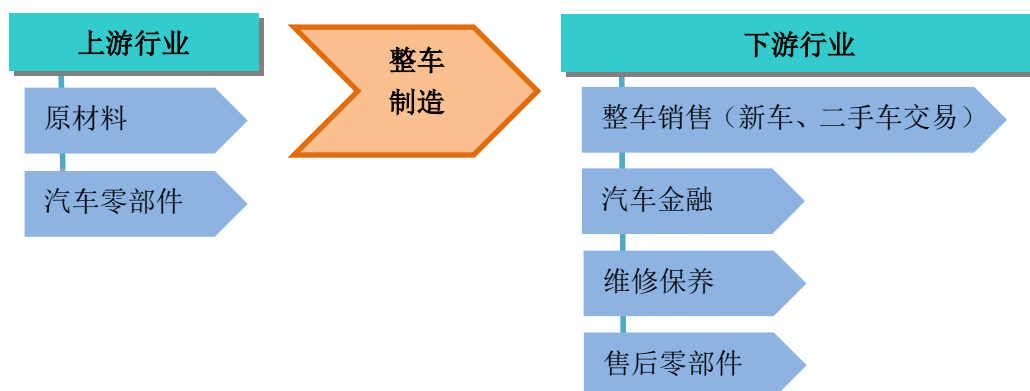 上游行业
原材料
汽车零部件
整车
制造
下游行业
整车销售（新车、二手车交易）
汽车金融
维修保养
售后零部件